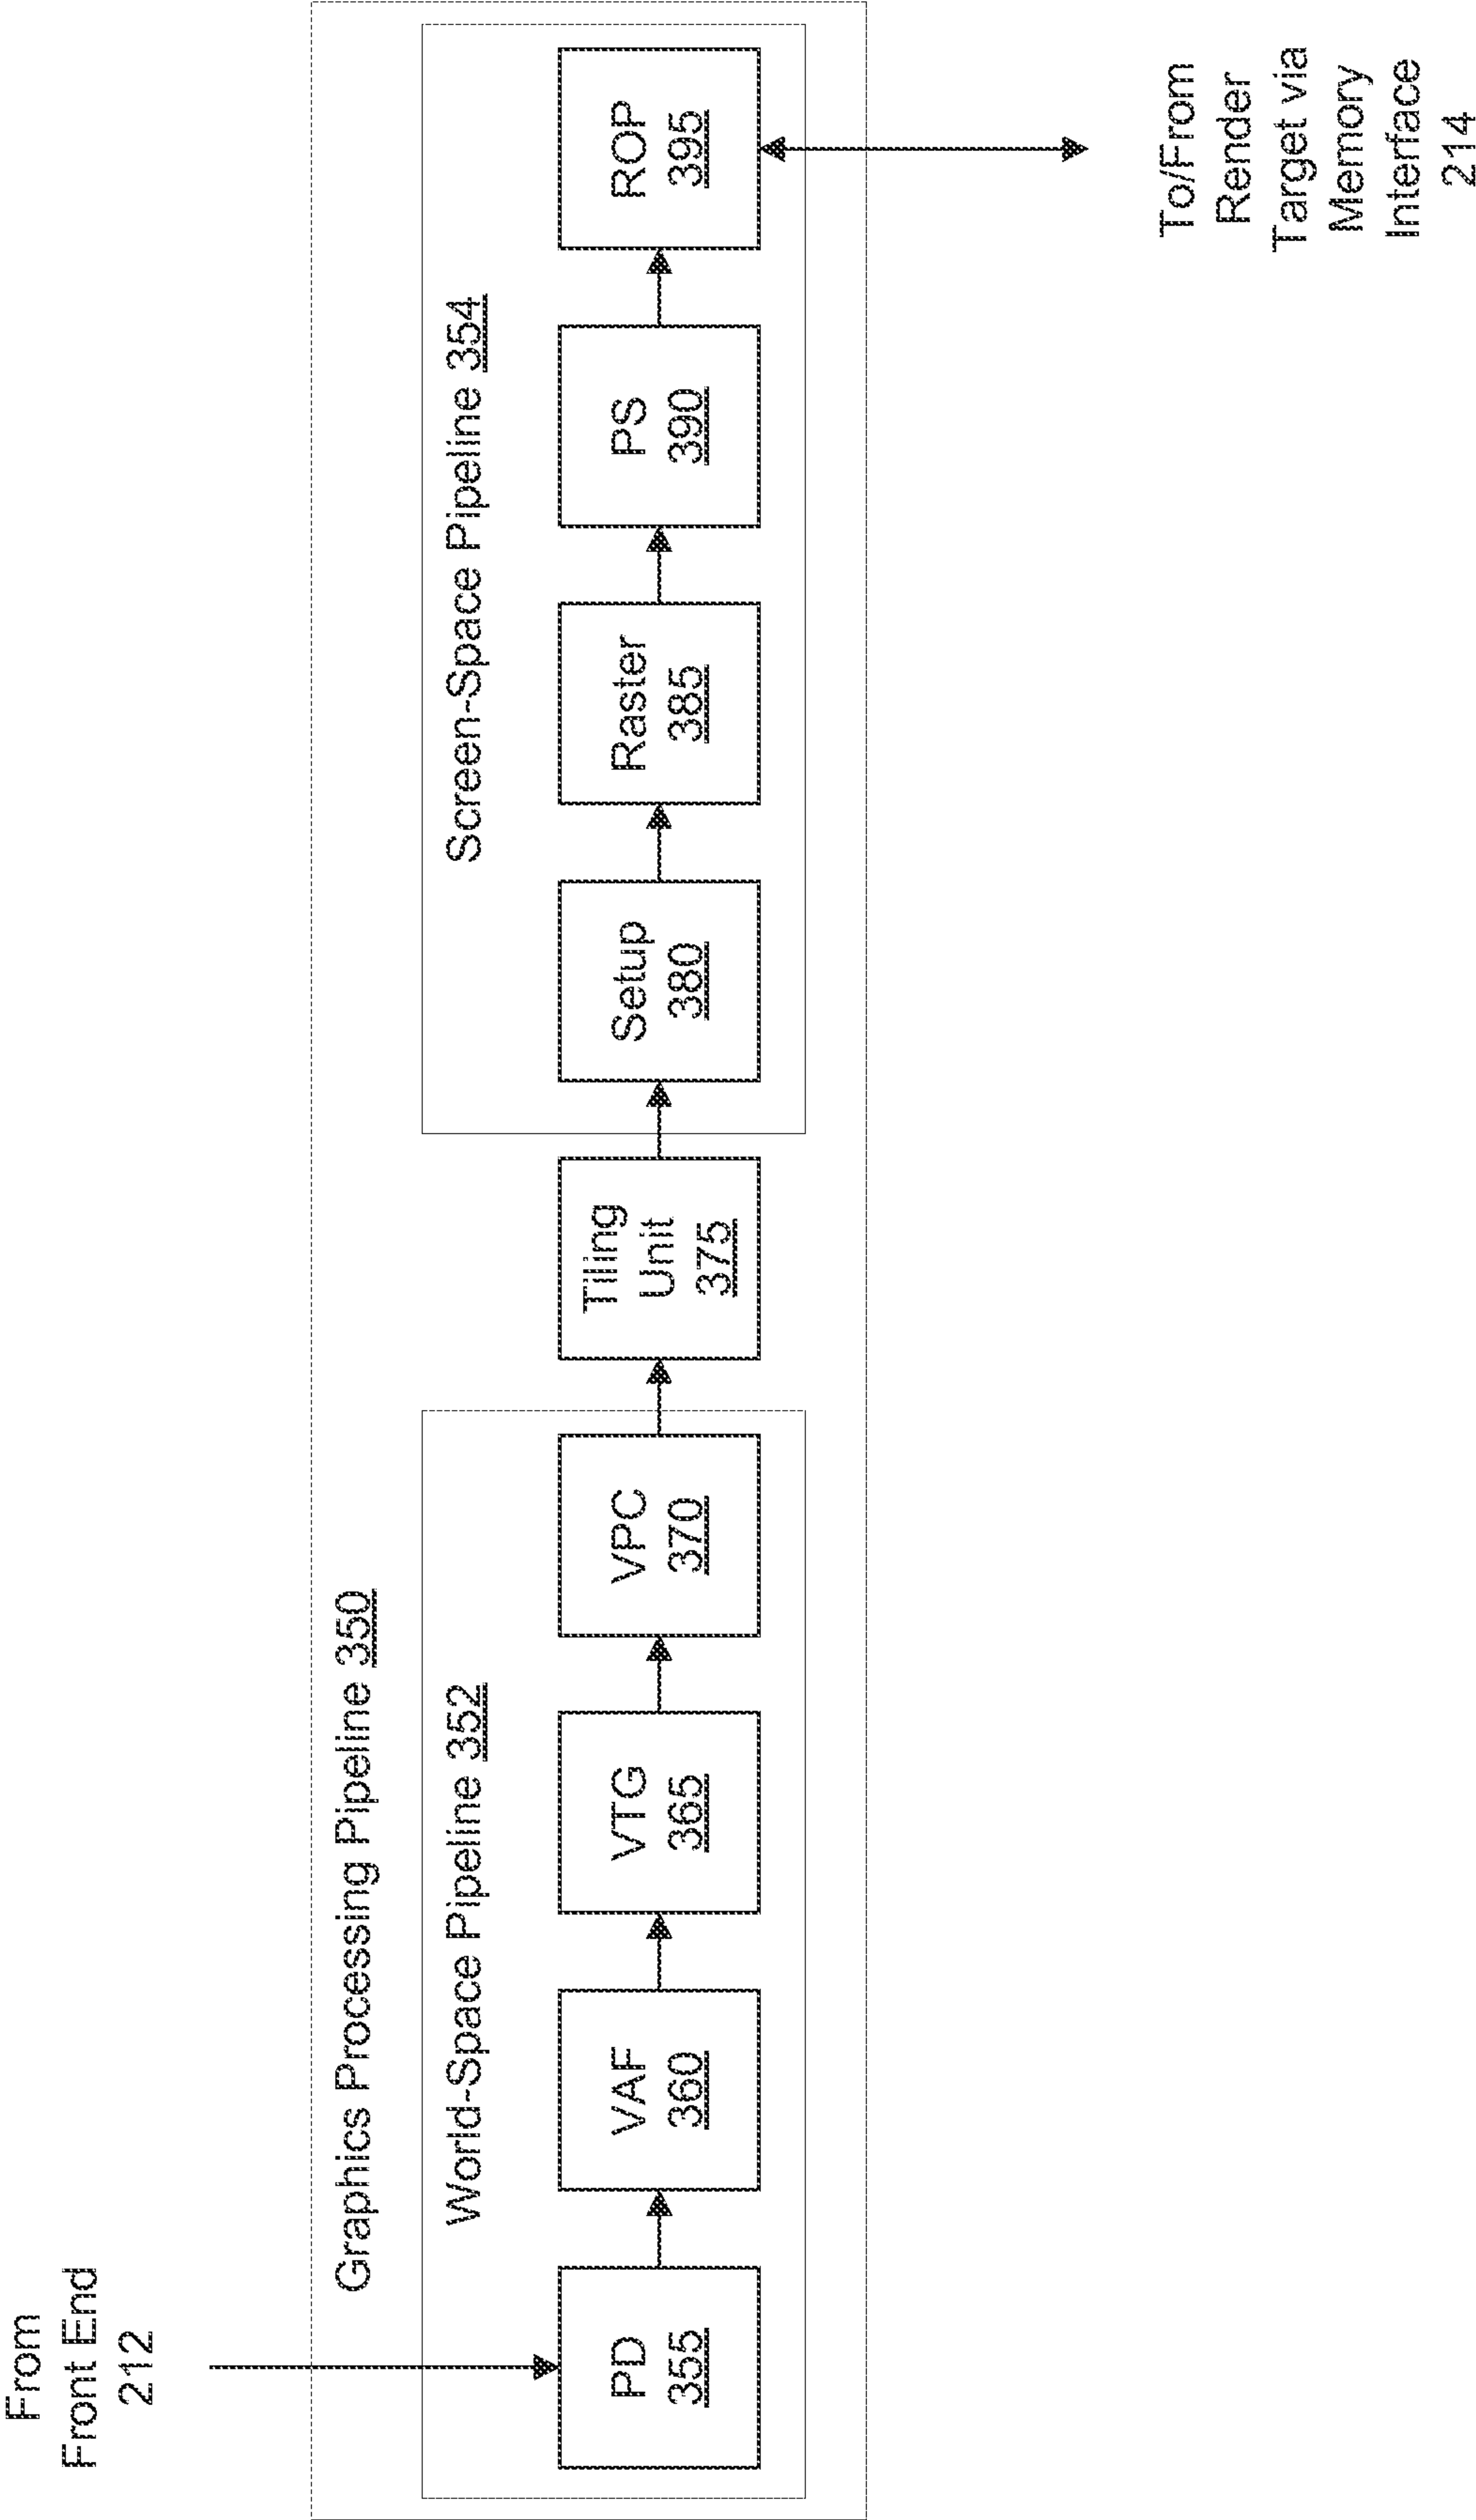 From
Front End
212
Graphics Processing Pipeline 350
World-Space Pipeline 352
Screen-Space Pipeline 354
PD
355
VAF
360
VTG
365
VPC
370
Tiling
Unit
375
Setup
380
Raster
385
PS
390
ROP
395
To/From
Render
Target via
Memory
Interface
214